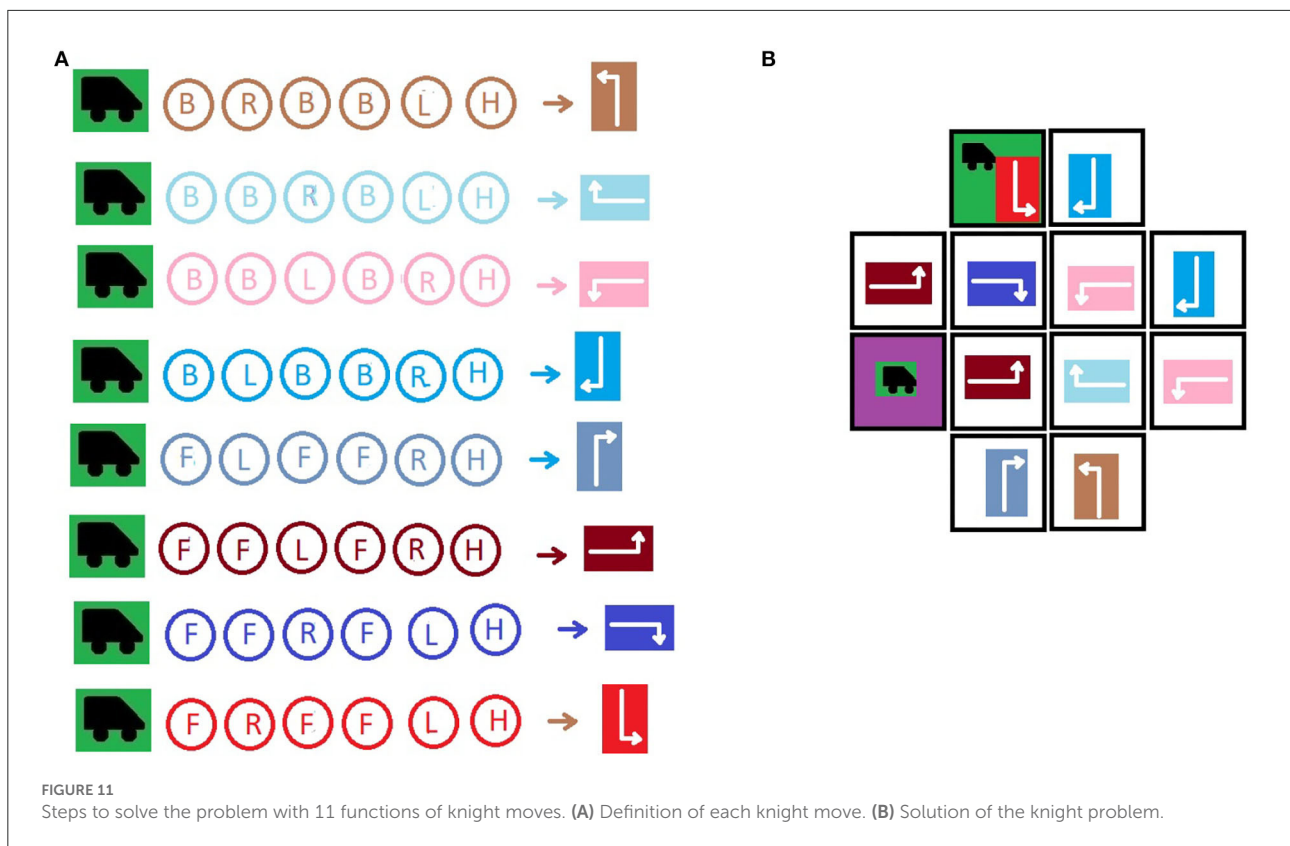 A
B
B R B B L H
B B R B L H
B B L B R H
B L B B R H
F L F F R H
F F L F R H
F F R F L H
F R F F L H
FIGURE 11
Steps to solve the problem with 11 functions of knight moves. (A) Definition of each knight move. (B) Solution of the knight problem.